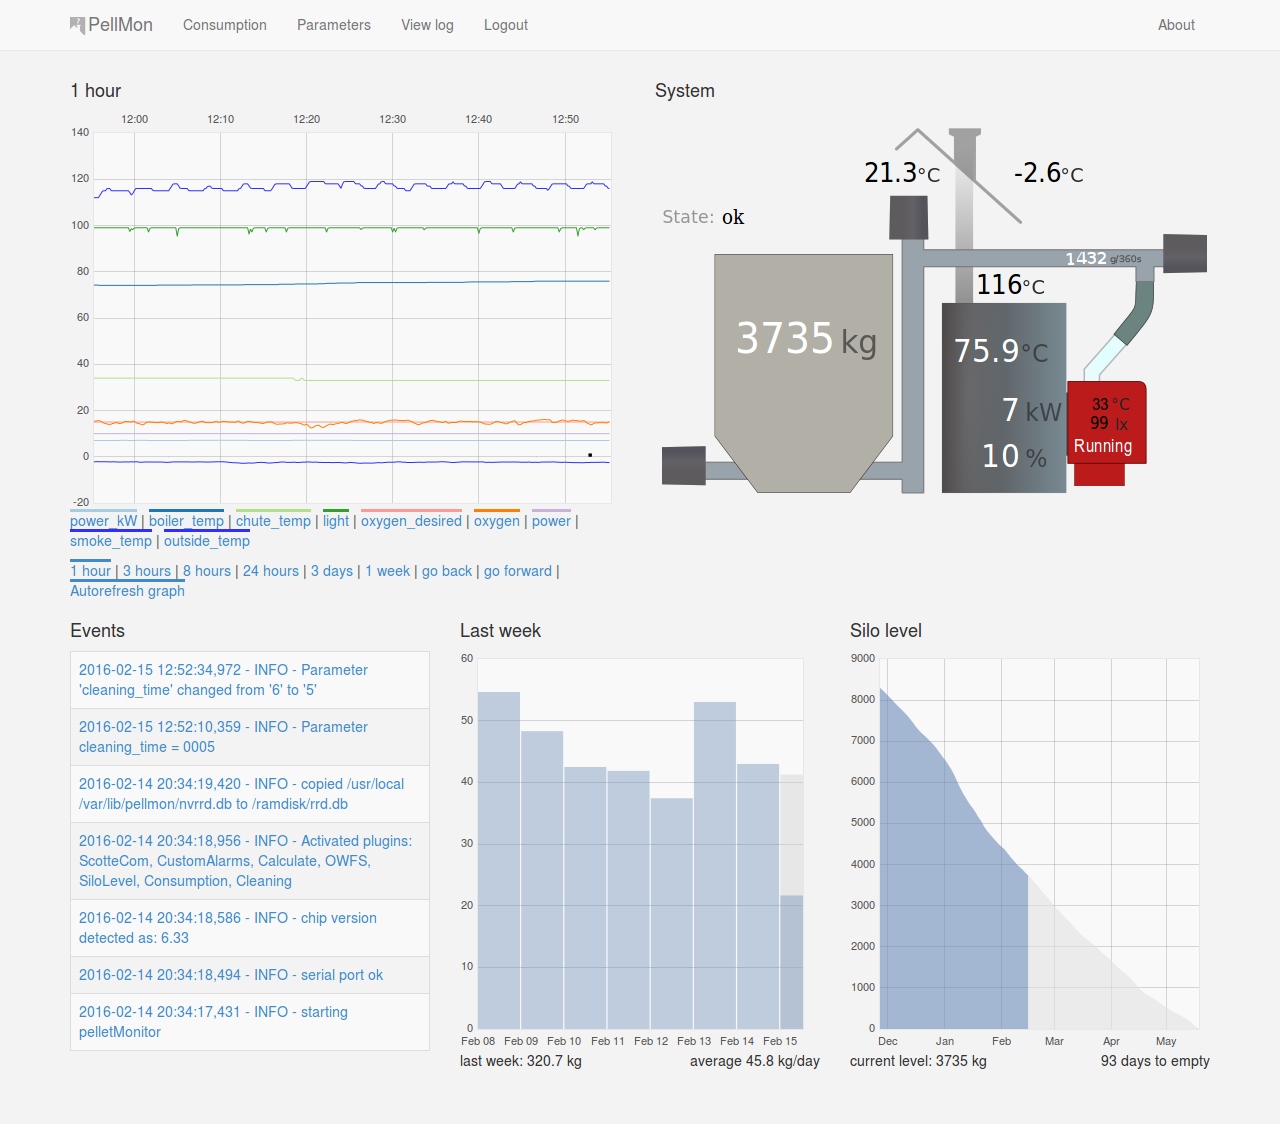 PellMon Consumption Parameters View log Logout About
1 hour
12:00 12:10 12:20 12:30 12:40 12:50
140
120
100
80
60
40
20
0
-20
power_kW | boiler_temp | chute_temp | light | oxygen_desired | oxygen | power |
smoke_temp | outside_temp
1 hour | 3 hours | 8 hours | 24 hours | 3 days | 1 week | go back | go forward |
Autorefresh graph
System
21.3°C -2.6°C
State: ok
1432 g/360s
116°C
3735 kg
75.9°C
7 kW
10 %
33 °C
99 lx
Running
Events
2016-02-15 12:52:34,972 - INFO - Parameter
'cleaning_time' changed from '6' to '5'
2016-02-15 12:52:10,359 - INFO - Parameter
cleaning_time = 0005
2016-02-14 20:34:19,420 - INFO - copied /usr/local
/var/lib/pellmon/nvrrd.db to /ramdisk/rrd.db
2016-02-14 20:34:18,956 - INFO - Activated plugins:
ScotteCom, CustomAlarms, Calculate, OWFS,
SiloLevel, Consumption, Cleaning
2016-02-14 20:34:18,586 - INFO - chip version
detected as: 6.33
2016-02-14 20:34:18,494 - INFO - serial port ok
2016-02-14 20:34:17,431 - INFO - starting
pelletMonitor
Last week
60
50
40
30
20
10
0
Feb 08 Feb 09 Feb 10 Feb 11 Feb 12 Feb 13 Feb 14 Feb 15
last week: 320.7 kg average 45.8 kg/day
Silo level
9000
8000
7000
6000
5000
4000
3000
2000
1000
0
Dec Jan Feb Mar Apr May
current level: 3735 kg 93 days to empty